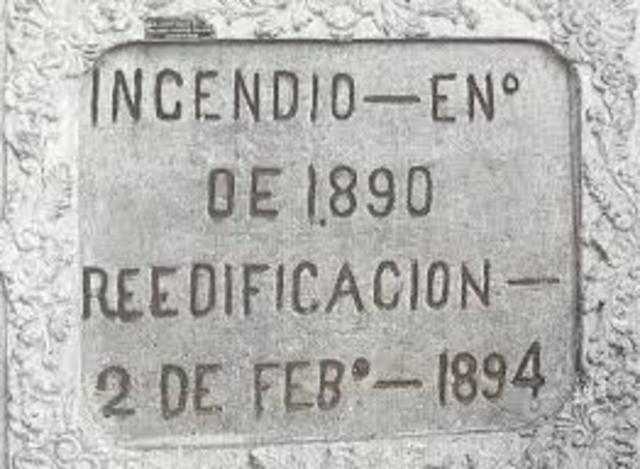 INCENDIO—ENº
DE 1.890
REEDIFICACION—
2 DE FEBº—1894